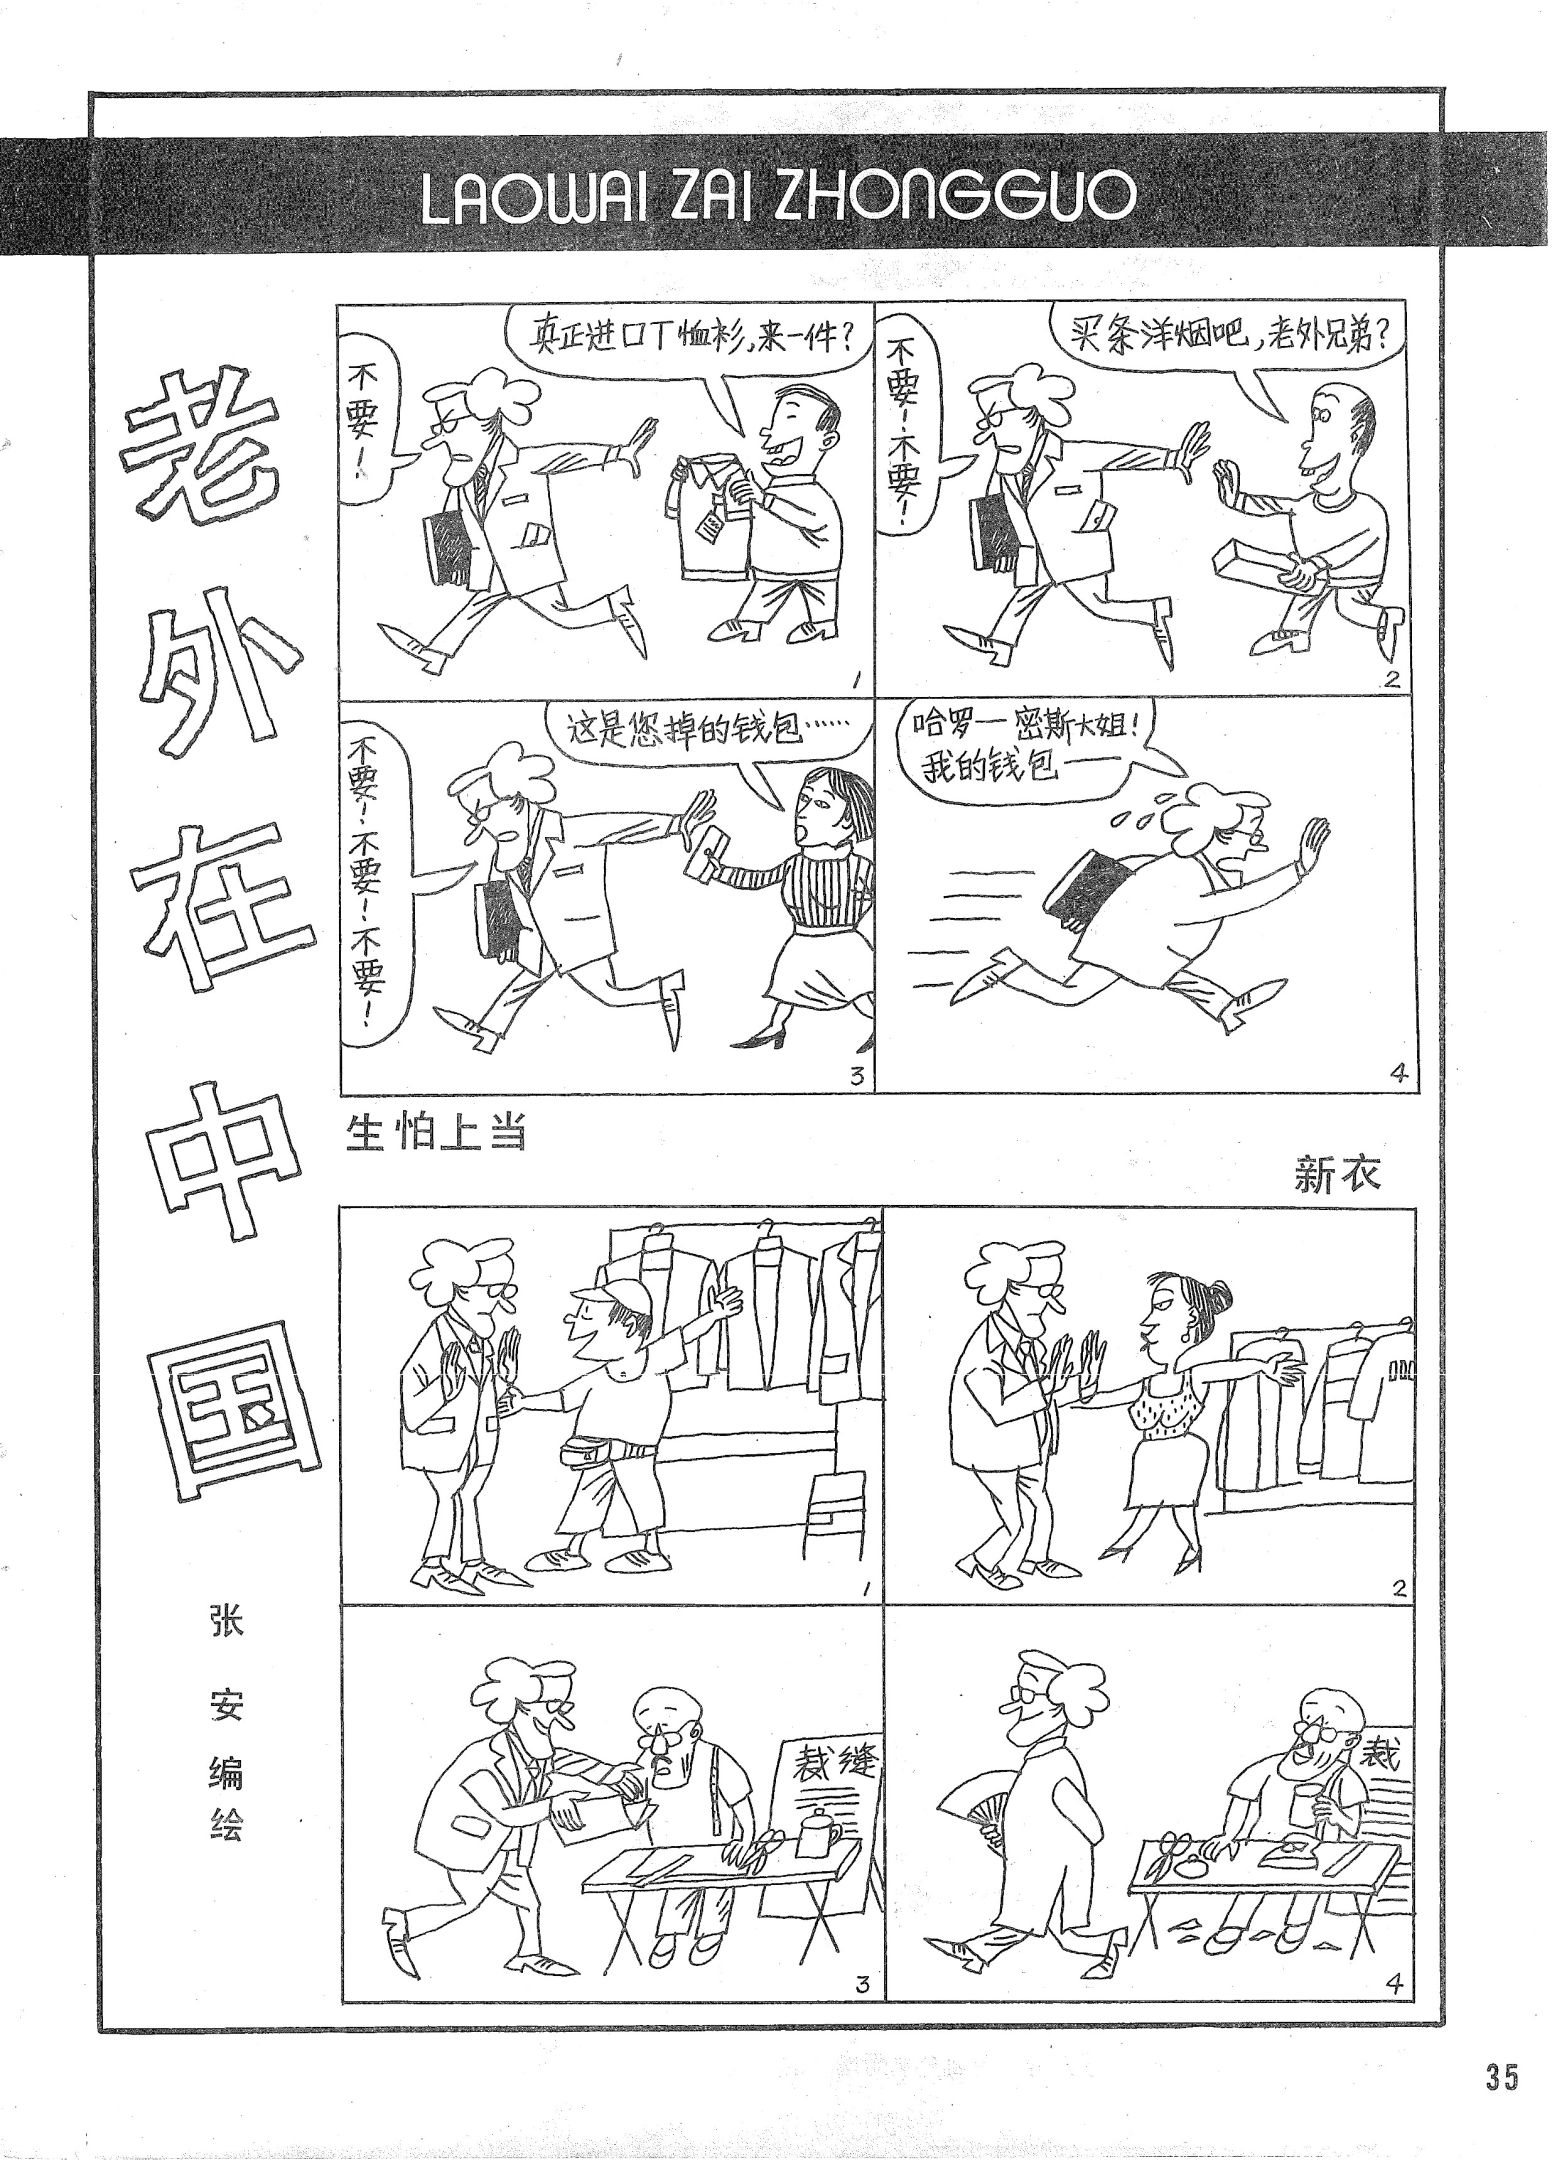 LAOWAI ZAI ZHONGGUO
老外在中国
张安编绘
真正进口T恤衫,来一件?
不要!
1
买条洋烟吧,老外兄弟?
不要!不要!
2
这是您掉的钱包……
不要!不要!不要!
3
哈罗—密斯大姐!
我的钱包——
4
生怕上当
新衣
1
2
裁缝
3
裁
4
35